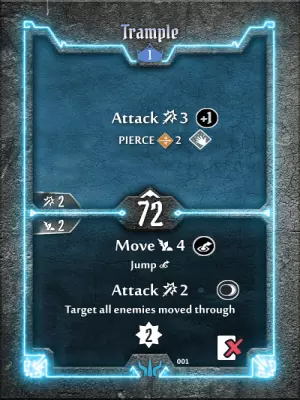 Trample
1
Attack 3 +1
PIERCE 2
2
72
2
Move 4
Jump
Attack 2
Target all enemies moved through
2
001